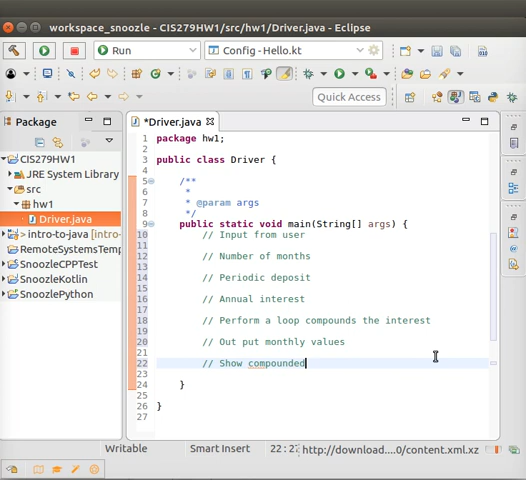 workspace_snoozle - CIS279HW1/src/hw1/Driver.java - Eclipse
Run
Config - Hello.kt
Quick Access
Package
*Driver.java
CIS279HW1
JRE System Library
src
hw1
Driver.java
> intro-to-java [intro-
RemoteSystemsTemp
SnoozleCPPTest
SnoozleKotlin
SnoozlePython
1 package hw1;
2
3 public class Driver {
4
5 /**
6 *
7 * @param args
8 */
9 public static void main(String[] args) {
10 // Input from user
11
12 // Number of months
13
14 // Periodic deposit
15
16 // Annual interest
17
18 // Perform a loop compounds the interest
19
20 // Out put monthly values
21
22 // Show compounded
23
24 }
25
26 }
27
Writable
Smart Insert
http://download....0/content.xml.xz